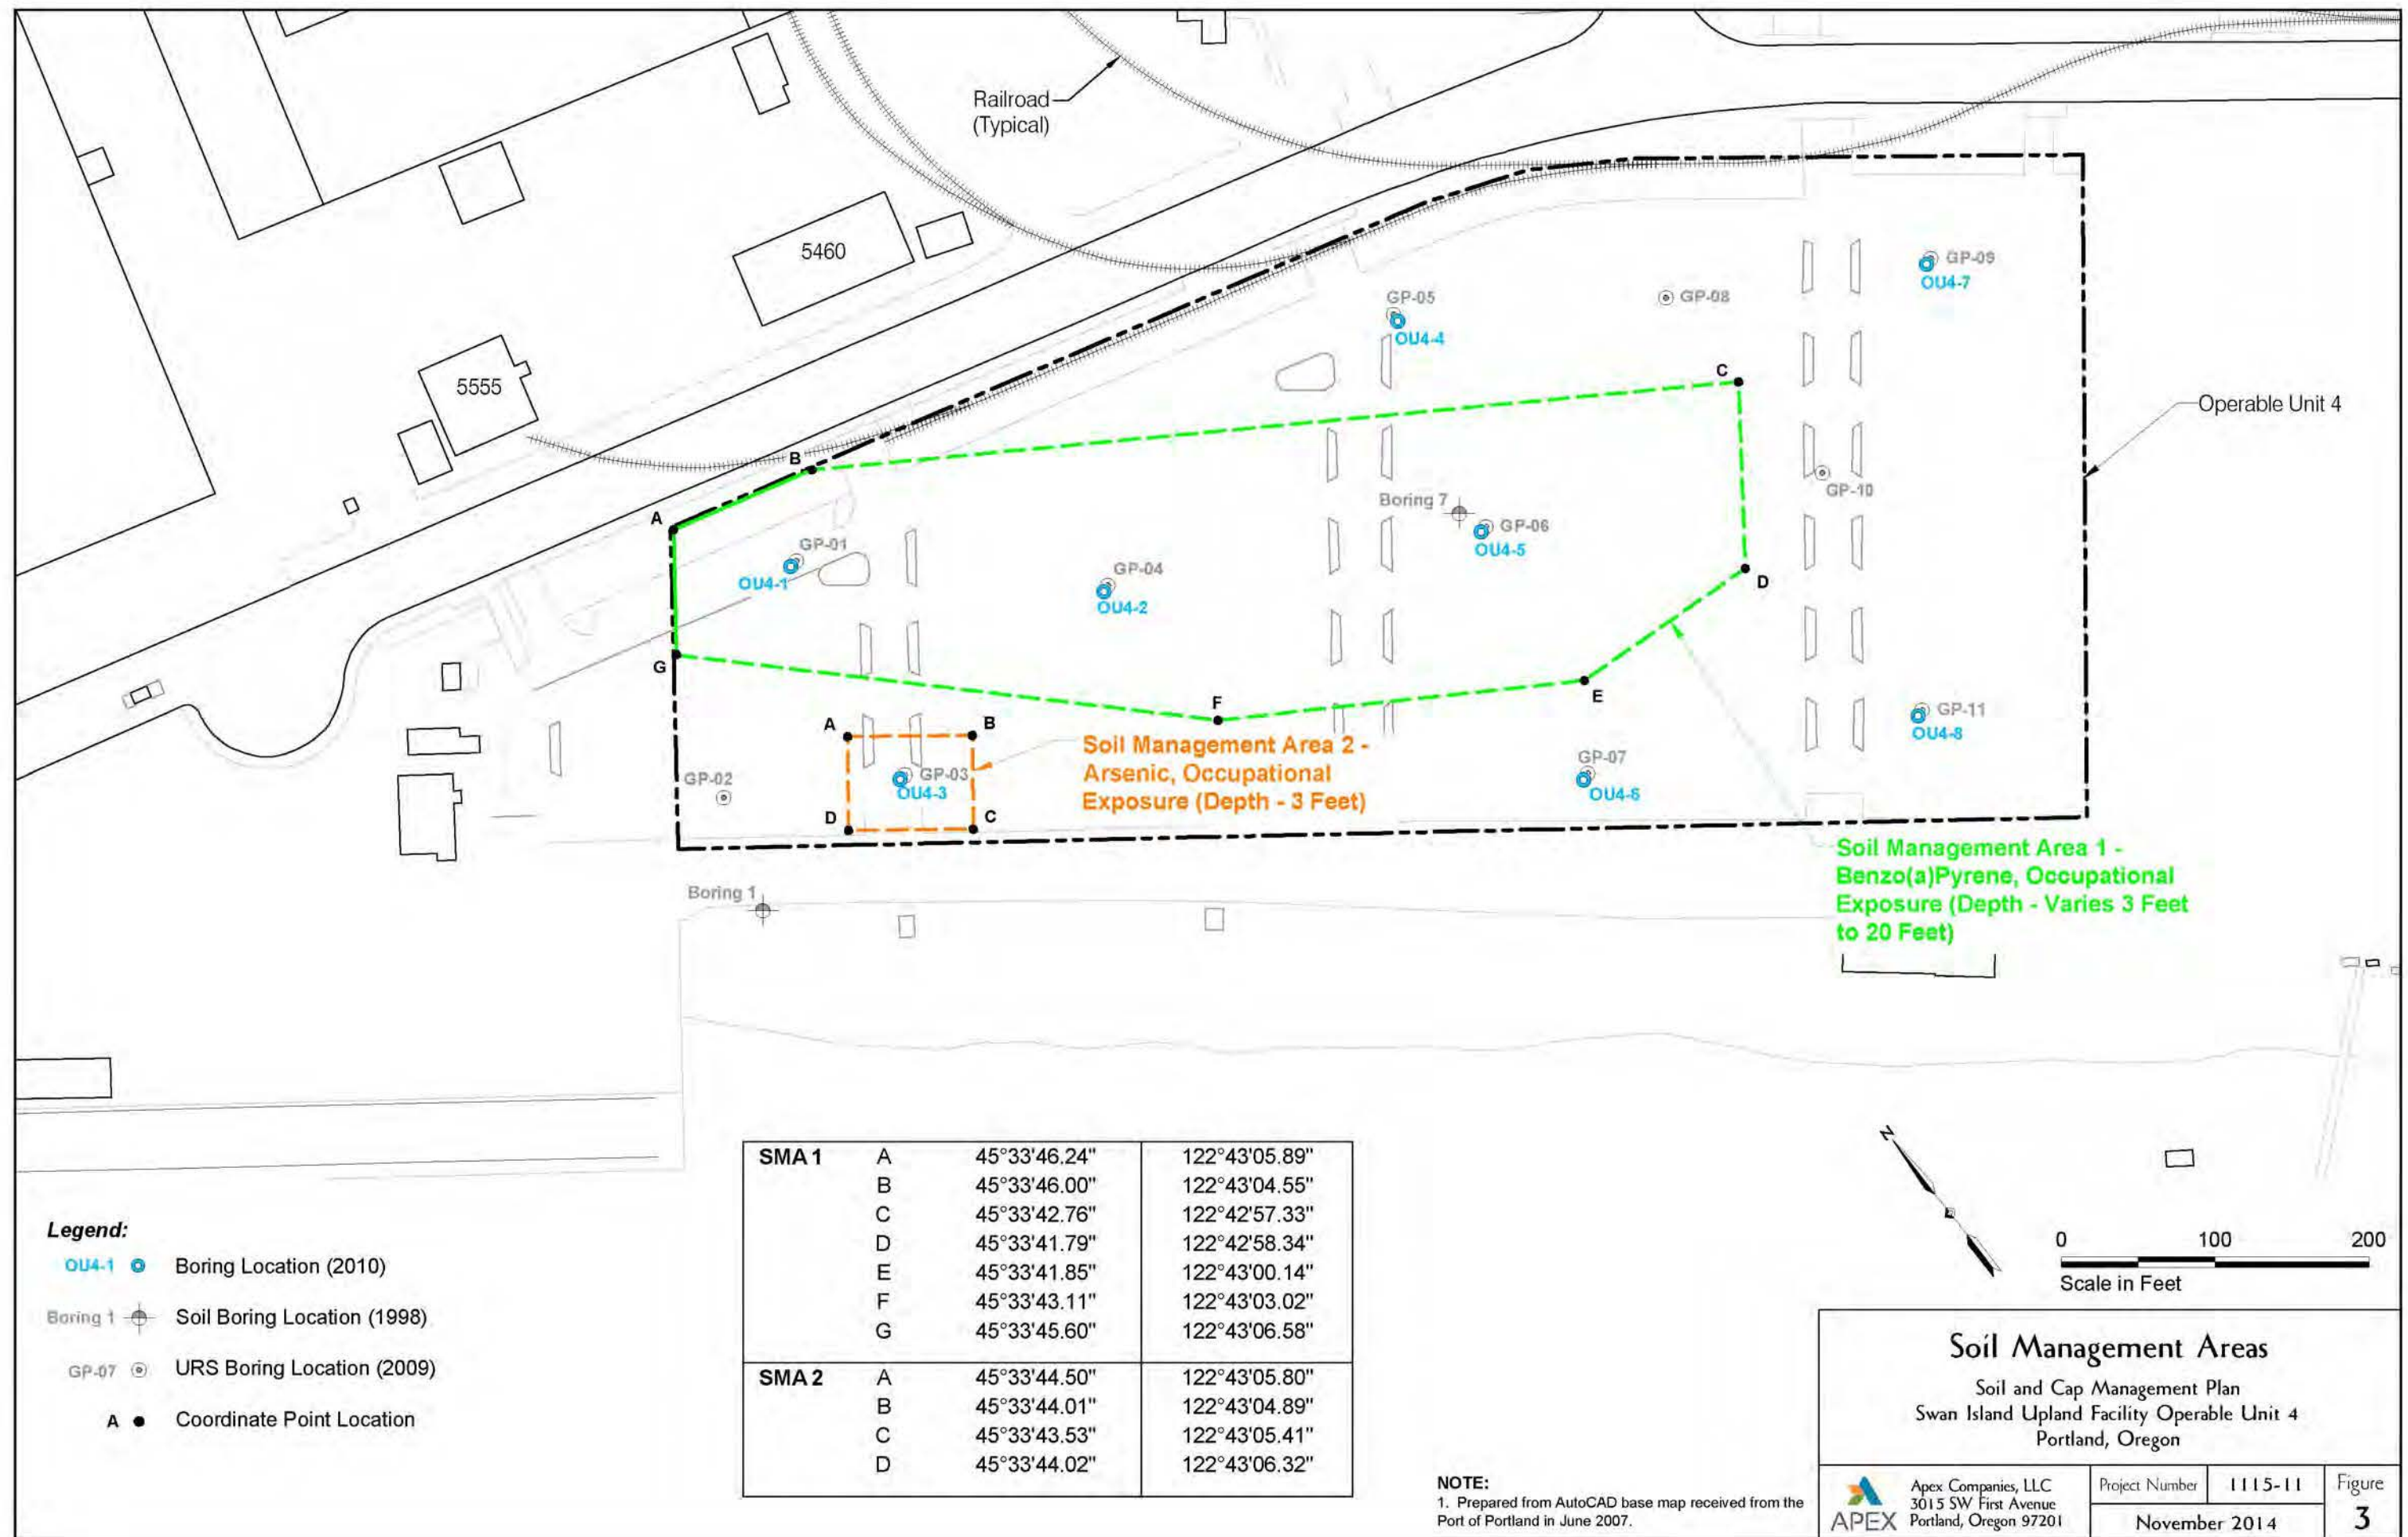 Railroad
(Typical)
5460
5555
GP-05
OU4-4
GP-08
GP-09
OU4-7
Operable Unit 4
C
B
A
GP-10
Boring 7
GP-06
OU4-5
GP-01
OU4-1
GP-04
OU4-2
D
G
E
F
GP-11
OU4-8
A
B
Soil Management Area 2 -
Arsenic, Occupational
Exposure (Depth - 3 Feet)
GP-02
GP-03
OU4-3
D
C
GP-07
OU4-6
Soil Management Area 1 -
Benzo(a)Pyrene, Occupational
Exposure (Depth - Varies 3 Feet
to 20 Feet)
Boring 1
SMA 1 A 45°33'46.24" 122°43'05.89"
B 45°33'46.00" 122°43'04.55"
C 45°33'42.76" 122°42'57.33"
D 45°33'41.79" 122°42'58.34"
E 45°33'41.85" 122°43'00.14"
F 45°33'43.11" 122°43'03.02"
G 45°33'45.60" 122°43'06.58"
SMA 2 A 45°33'44.50" 122°43'05.80"
B 45°33'44.01" 122°43'04.89"
C 45°33'43.53" 122°43'05.41"
D 45°33'44.02" 122°43'06.32"
Legend:
OU4-1 Boring Location (2010)
Boring 1 Soil Boring Location (1998)
GP-07 URS Boring Location (2009)
A Coordinate Point Location
NOTE:
1. Prepared from AutoCAD base map received from the
Port of Portland in June 2007.
N
0 100 200
Scale in Feet
Soil Management Areas
Soil and Cap Management Plan
Swan Island Upland Facility Operable Unit 4
Portland, Oregon
APEX
Apex Companies, LLC
3015 SW First Avenue
Portland, Oregon 97201
Project Number 1115-11
November 2014
Figure
3